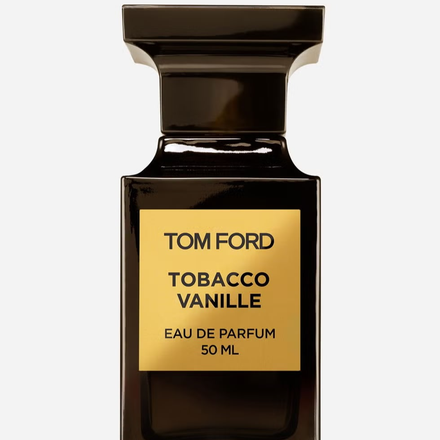 TOM FORD
TOBACCO
VANILLE
EAU DE PARFUM
50 ML